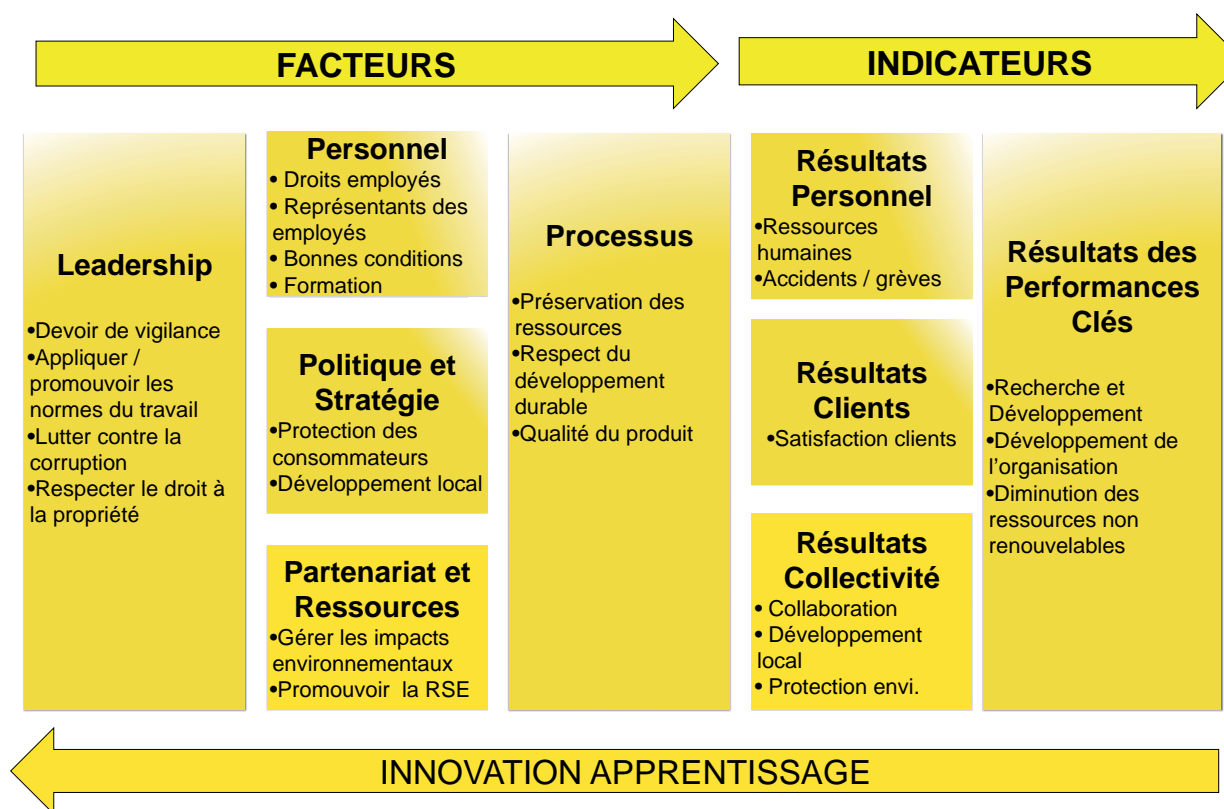 FACTEURS
INDICATEURS
Leadership
•Devoir de vigilance
•Appliquer /
promouvoir les
normes du travail
•Lutter contre la
corruption
•Respecter le droit à
la propriété
Personnel
• Droits employés
• Représentants des
employés
• Bonnes conditions
• Formation
Politique et
Stratégie
•Protection des
consommateurs
•Développement local
Partenariat et
Ressources
•Gérer les impacts
environnementaux
•Promouvoir la RSE
Processus
•Préservation des
ressources
•Respect du
développement
durable
•Qualité du produit
Résultats
Personnel
•Ressources
humaines
•Accidents / grèves
Résultats
Clients
•Satisfaction clients
Résultats
Collectivité
• Collaboration
• Développement
local
• Protection envi.
Résultats des
Performances
Clés
•Recherche et
Développement
•Développement de
l’organisation
•Diminution des
ressources non
renouvelables
INNOVATION APPRENTISSAGE